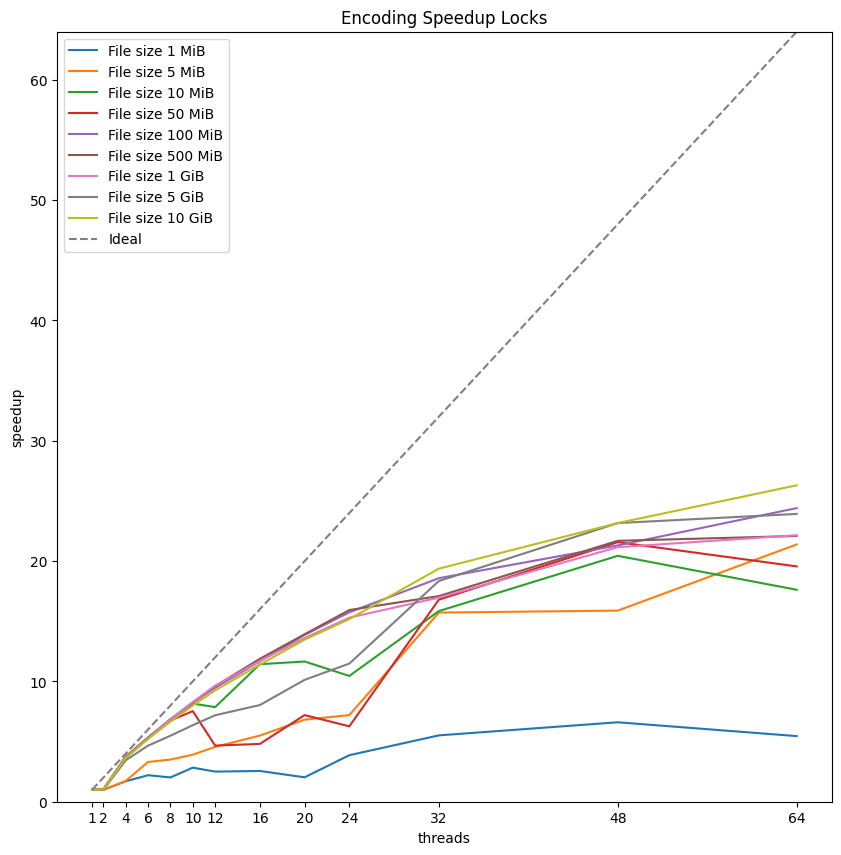 Encoding Speedup Locks
File size 1 MiB
File size 5 MiB
File size 10 MiB
File size 50 MiB
File size 100 MiB
File size 500 MiB
File size 1 GiB
File size 5 GiB
File size 10 GiB
Ideal
60
50
40
30
20
10
0
speedup
1 2 4 6 8 10 12 16 20 24 32 48 64
threads